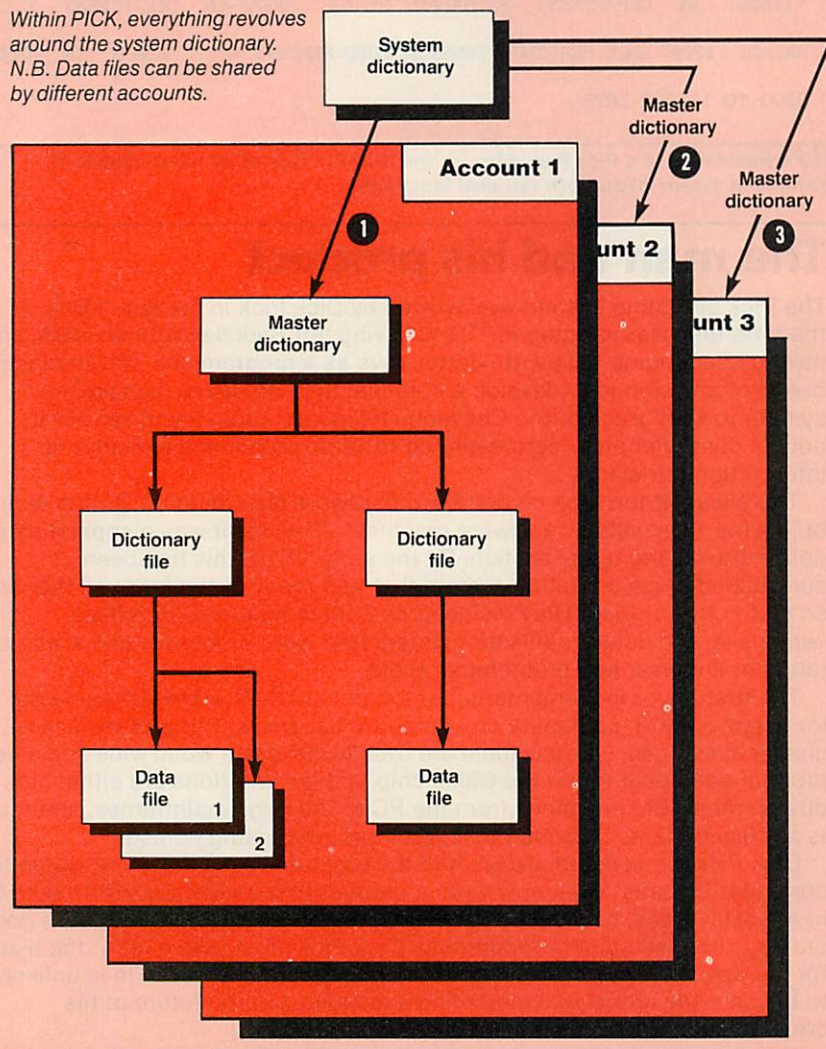 Within PICK, everything revolves
around the system dictionary.
N.B. Data files can be shared
by different accounts.
System
dictionary
Master
dictionary
2
Master
dictionary
3
Account 1
1
unt 2
unt 3
Master
dictionary
Dictionary
file
Dictionary
file
Data
file
1
2
Data
file